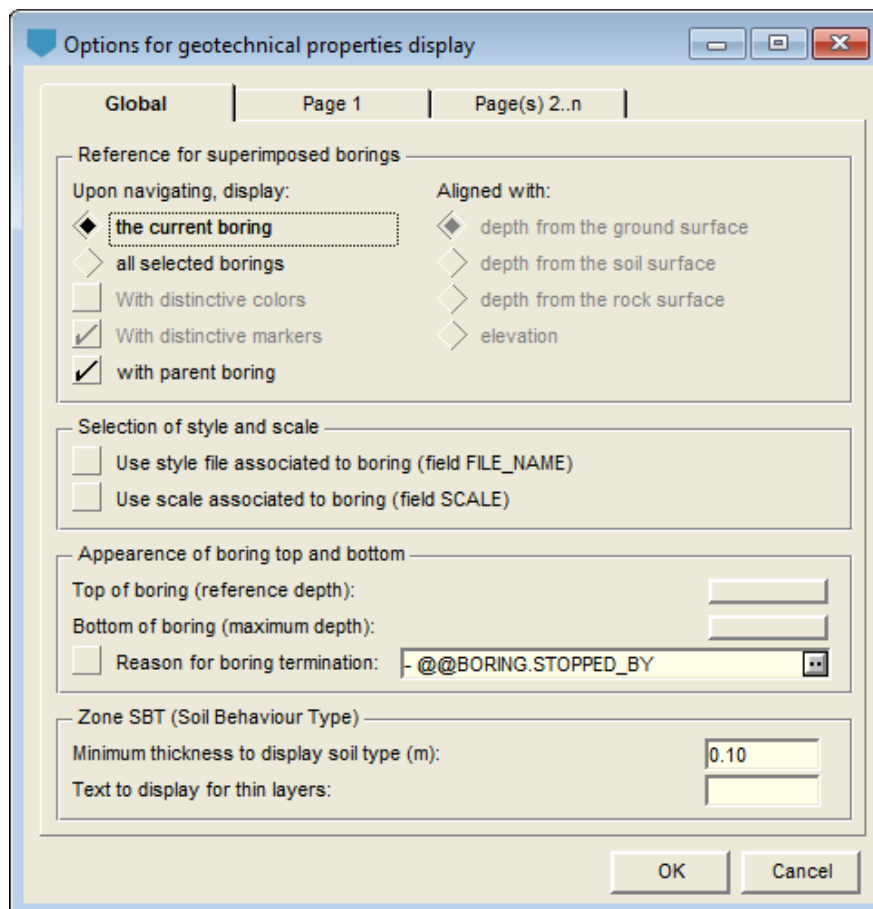 Options for geotechnical properties display
Global Page 1 Page(s) 2..n
Reference for superimposed borings
Upon navigating, display: Aligned with:
the current boring depth from the ground surface
all selected borings depth from the soil surface
With distinctive colors depth from the rock surface
With distinctive markers elevation
with parent boring
Selection of style and scale
Use style file associated to boring (field FILE_NAME)
Use scale associated to boring (field SCALE)
Appearence of boring top and bottom
Top of boring (reference depth):
Bottom of boring (maximum depth):
Reason for boring termination: - @@BORING.STOPPED_BY
Zone SBT (Soil Behaviour Type)
Minimum thickness to display soil type (m): 0.10
Text to display for thin layers:
OK Cancel